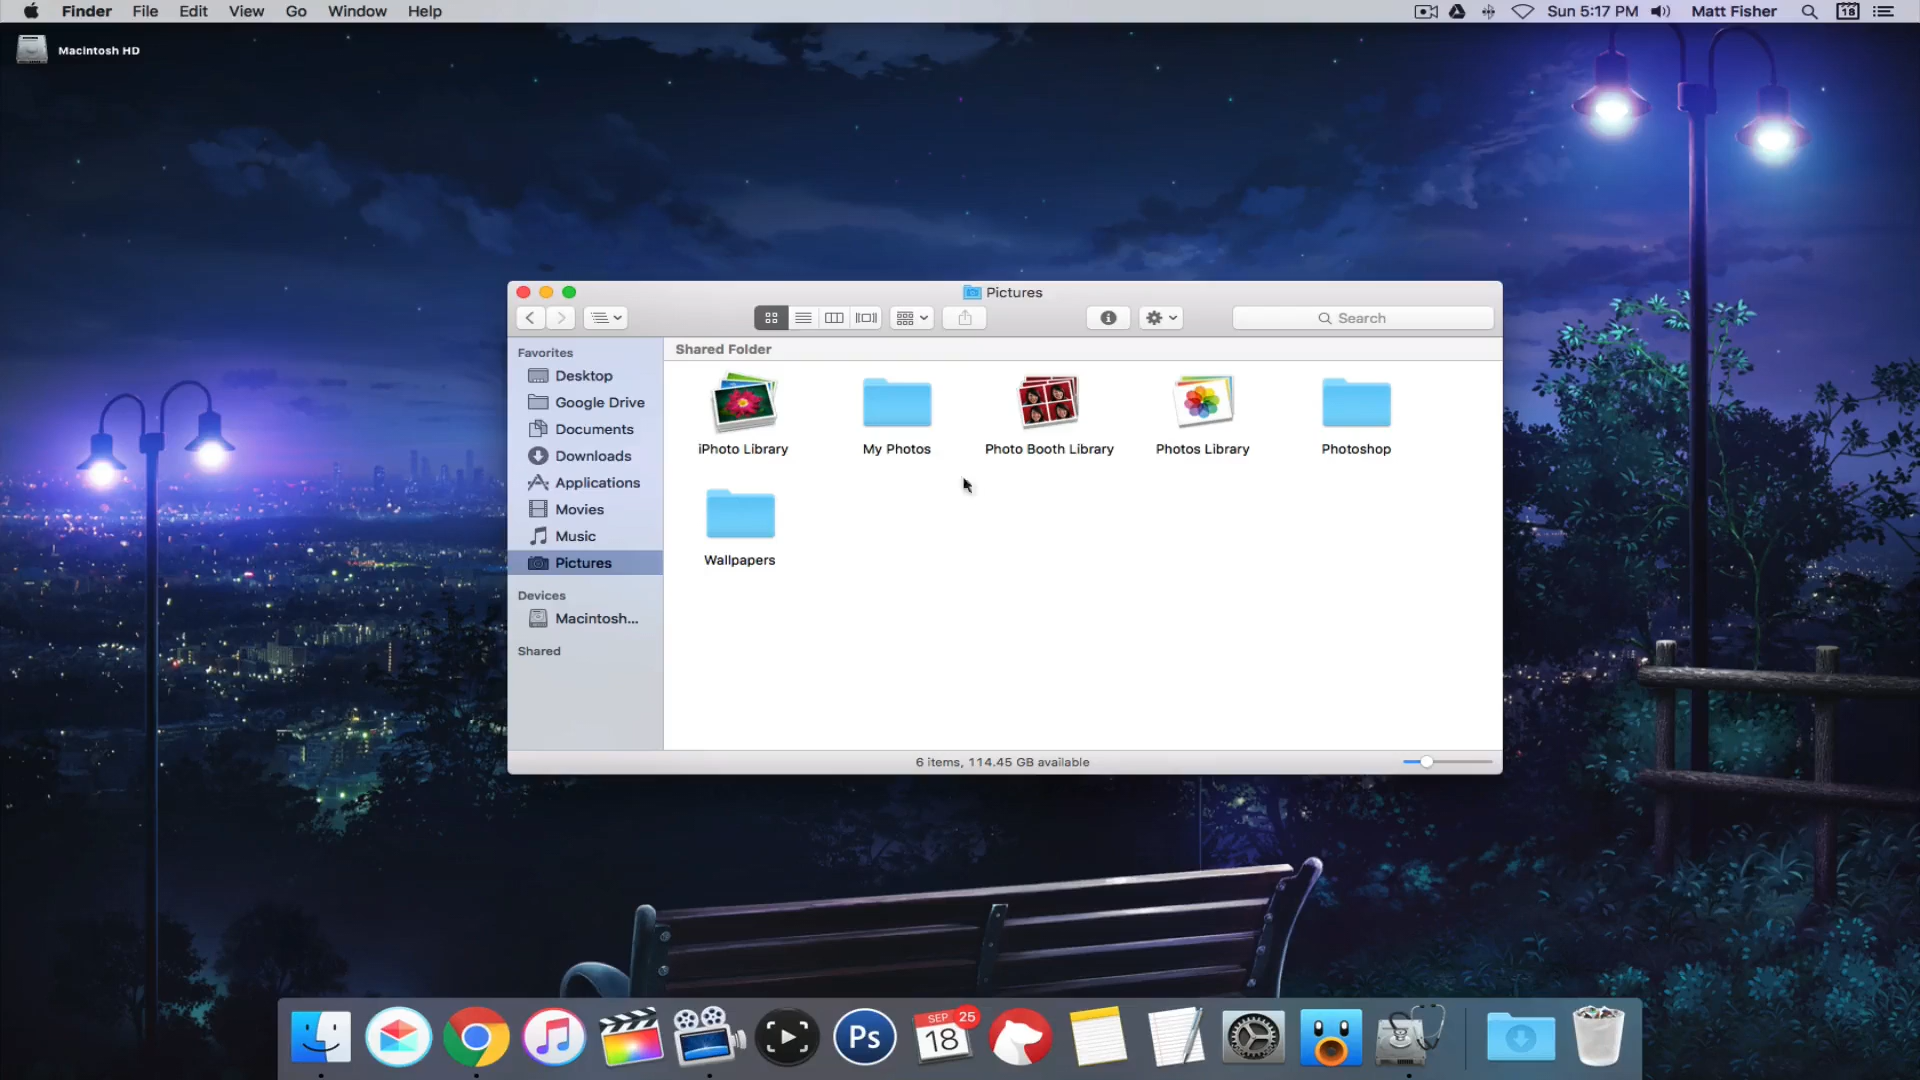 Finder File Edit View Go Window Help
Sun 5:17 PM Matt Fisher 18
Macintosh HD
Pictures
Search
Favorites
Shared Folder
Desktop
Google Drive
Documents
Downloads
Applications
Movies
Music
Pictures
Devices
Macintosh...
Shared
iPhoto Library My Photos Photo Booth Library Photos Library Photoshop
Wallpapers
6 items, 114.45 GB available
Ps
SEP 25
18